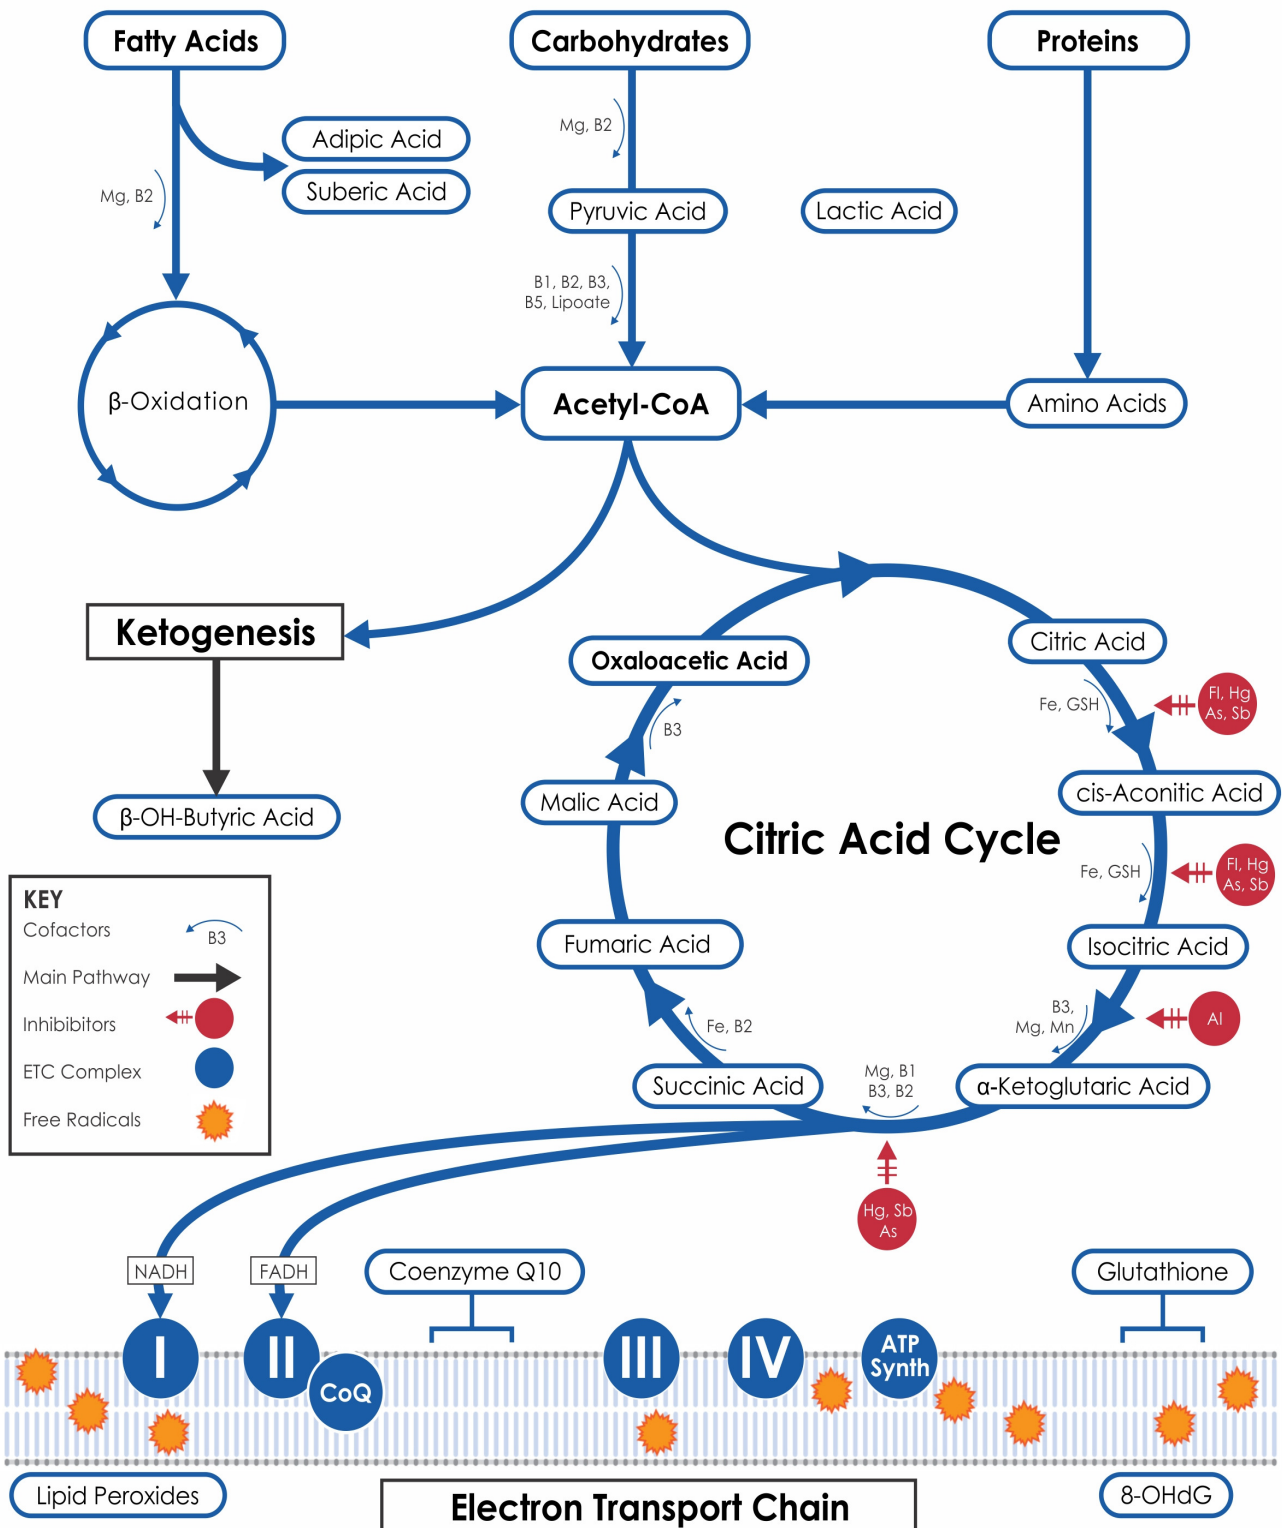 Fatty Acids
Carbohydrates
Proteins
Adipic Acid
Mg, B2
Suberic Acid
Mg, B2
Pyruvic Acid
Lactic Acid
B1, B2, B3,
B5, Lipoate
β-Oxidation
Acetyl-CoA
Amino Acids
Ketogenesis
Oxaloacetic Acid
Citric Acid
Fe, GSH
Fl, Hg
As, Sb
B3
β-OH-Butyric Acid
Malic Acid
cis-Aconitic Acid
Citric Acid Cycle
Fe, GSH
Fl, Hg
As, Sb
KEY
Cofactors
B3
Main Pathway
Inhibibitors
ETC Complex
Free Radicals
Fumaric Acid
Isocitric Acid
B3,
Mg, Mn
Al
Fe, B2
Succinic Acid
Mg, B1
B3, B2
α-Ketoglutaric Acid
Hg, Sb
As
NADH
FADH
Coenzyme Q10
Glutathione
I
II
CoQ
III
IV
ATP
Synth
Lipid Peroxides
Electron Transport Chain
8-OHdG